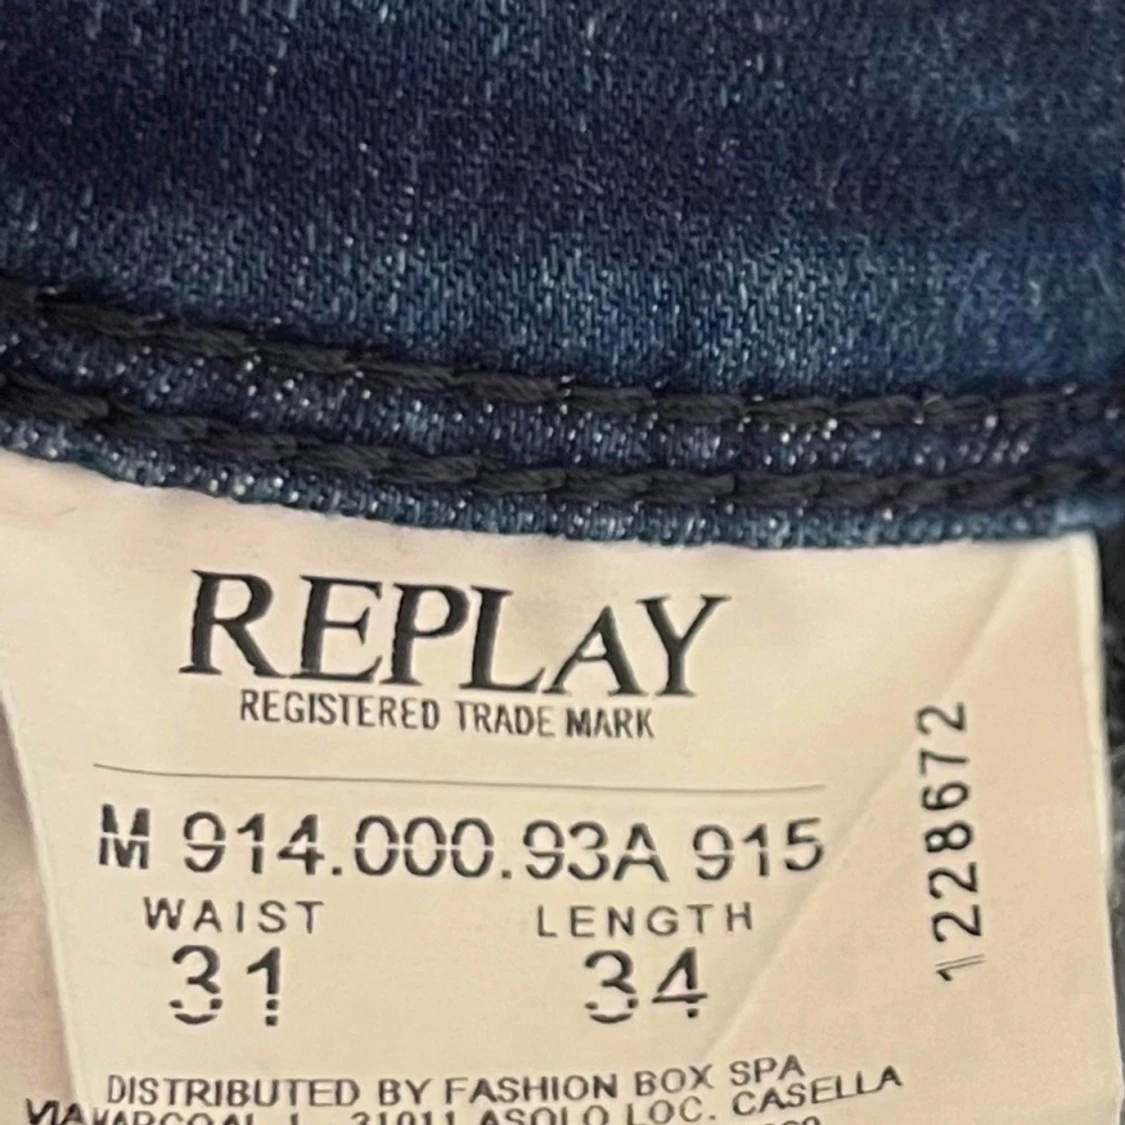 REPLAY
REGISTERED TRADE MARK
M 914.000.93A 915
WAIST LENGTH
31 34
DISTRIBUTED BY FASHION BOX SPA
31011 ASOLO LOC. CASELLA
1228672